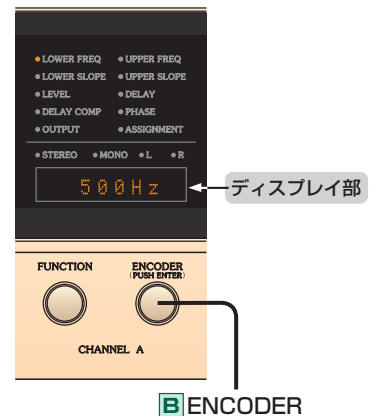 ● LOWER FREQ ● UPPER FREQ
● LOWER SLOPE ● UPPER SLOPE
● LEVEL ● DELAY
● DELAY COMP ● PHASE
● OUTPUT ● ASSIGNMENT
● STEREO ● MONO ● L ● R
500Hz
ディスプレイ部
FUNCTION ENCODER
(PUSH ENTER)
CHANNEL A
B ENCODER